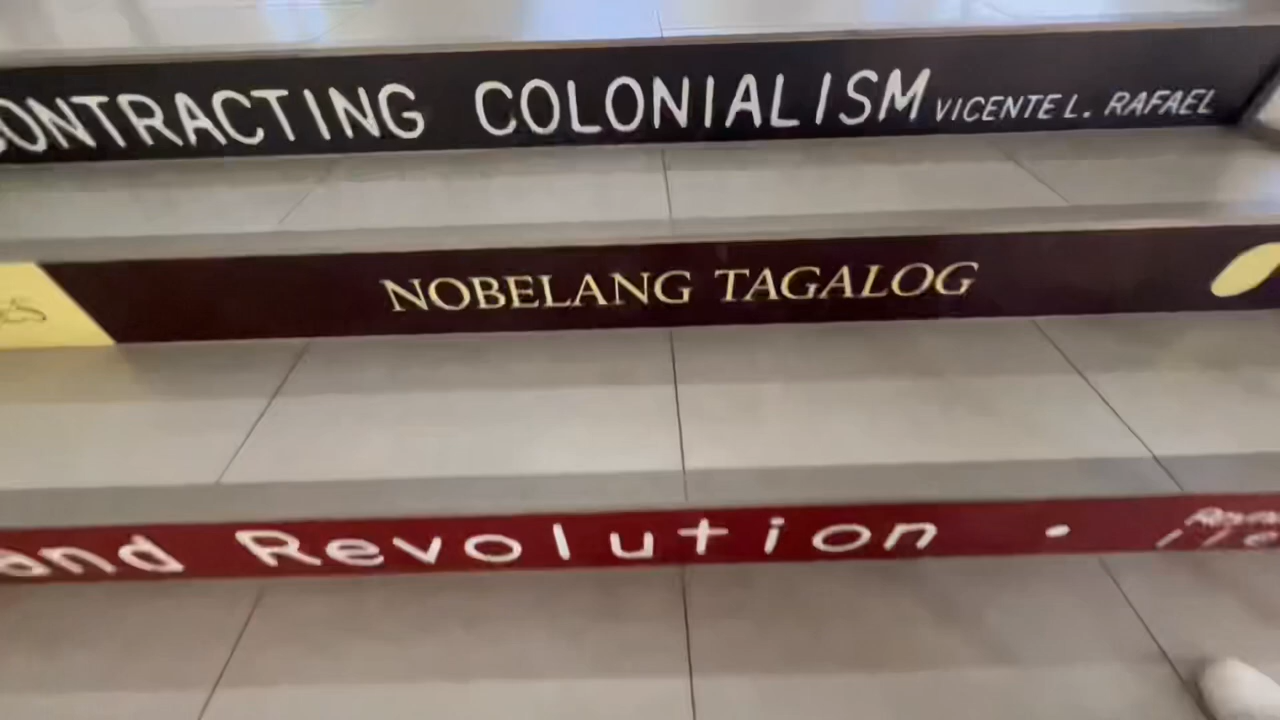 ONTRACTING COLONIALISM VICENTE L. RAFAEL
NOBELANG TAGALOG
and Revolution •